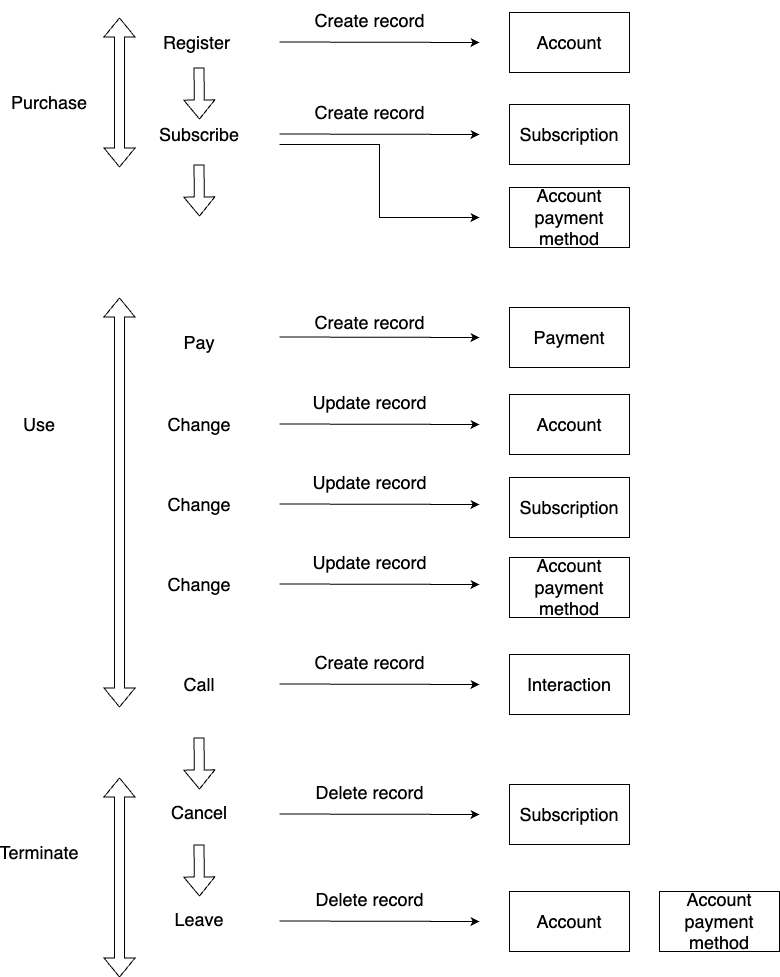 Create record
Register
Account
Purchase
Create record
Subscribe
Subscription
Account
payment
method
Create record
Pay
Payment
Update record
Use
Change
Account
Update record
Change
Subscription
Update record
Change
Account
payment
method
Create record
Call
Interaction
Delete record
Cancel
Subscription
Terminate
Delete record
Leave
Account
Account
payment
method